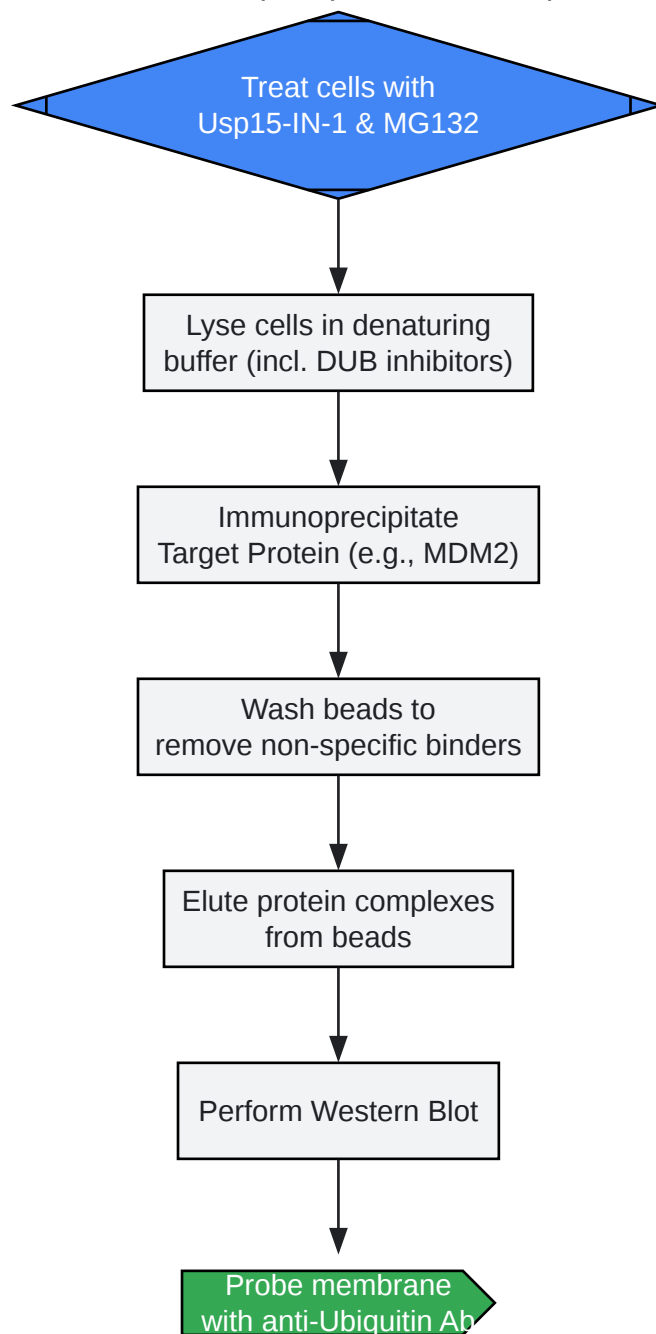 Treat cells with
Usp15-IN-1 & MG132
Lyse cells in denaturing
buffer (incl. DUB inhibitors)
Immunoprecipitate
Target Protein (e.g., MDM2)
Wash beads to
remove non-specific binders
Elute protein complexes
from beads
Perform Western Blot
Probe membrane
with anti-Ubiquitin Ab